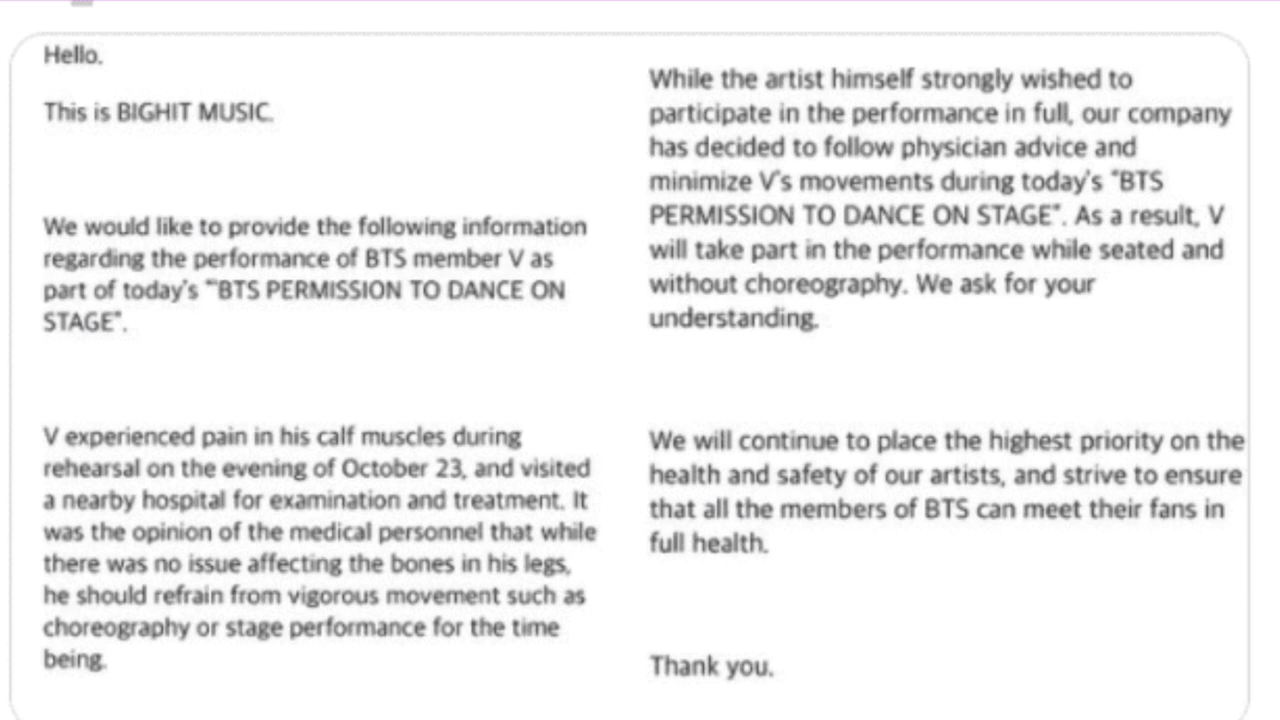 Hello.
This is BIGHIT MUSIC.
We would like to provide the following information
regarding the performance of BTS member V as
part of today's ""BTS PERMISSION TO DANCE ON
STAGE".
V experienced pain in his calf muscles during
rehearsal on the evening of October 23, and visited
a nearby hospital for examination and treatment. It
was the opinion of the medical personnel that while
there was no issue affecting the bones in his legs,
he should refrain from vigorous movement such as
choreography or stage performance for the time
being.
While the artist himself strongly wished to
participate in the performance in full, our company
has decided to follow physician advice and
minimize V's movements during today's "BTS
PERMISSION TO DANCE ON STAGE". As a result, V
will take part in the performance while seated and
without choreography. We ask for your
understanding.
We will continue to place the highest priority on the
health and safety of our artists, and strive to ensure
that all the members of BTS can meet their fans in
full health.
Thank you.